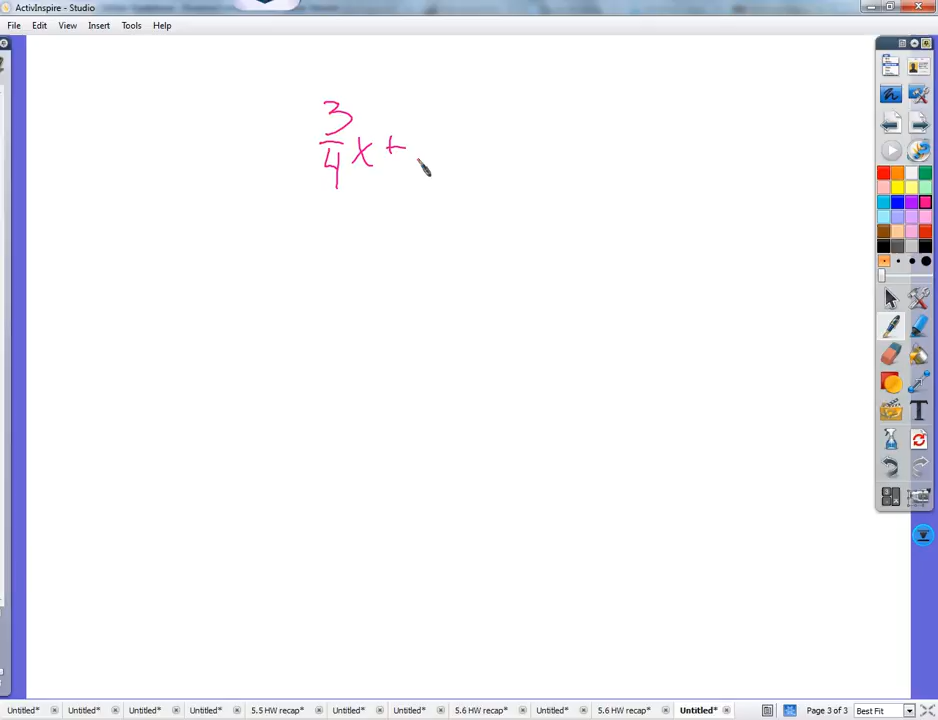 ActivInspire - Studio
File Edit View Insert Tools Help
3/4 x +
Untitled* Untitled* Untitled* Untitled* 5.5 HW recap* Untitled* Untitled* 5.6 HW recap* Untitled* 5.6 HW recap* Untitled* Page 3 of 3 Best Fit